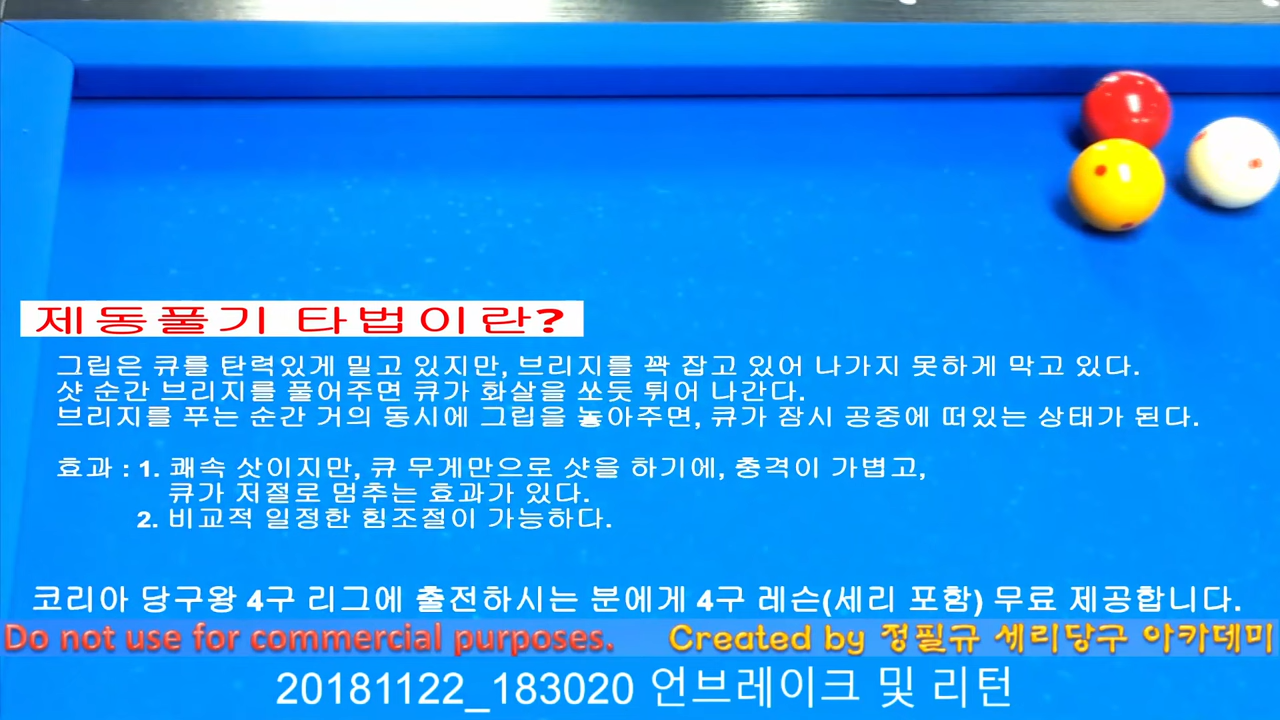 제동풀기 타법이란?
그립은 큐를 탄력있게 밀고 있지만, 브리지를 꽉 잡고 있어 나가지 못하게 막고 있다.
샷 순간 브리지를 풀어주면 큐가 화살을 쏘듯 튀어 나간다.
브리지를 푸는 순간 거의 동시에 그립을 놓아주면, 큐가 잠시 공중에 떠있는 상태가 된다.
효과 : 1. 쾌속 삿이지만, 큐 무게만으로 샷을 하기에, 충격이 가볍고,
큐가 저절로 멈추는 효과가 있다.
2. 비교적 일정한 힘조절이 가능하다.
코리아 당구왕 4구 리그에 출전하시는 분에게 4구 레슨(세리 포함) 무료 제공합니다.
Do not use for commercial purposes. Created by 정필규 세리당구 아카데미
20181122_183020 언브레이크 및 리턴